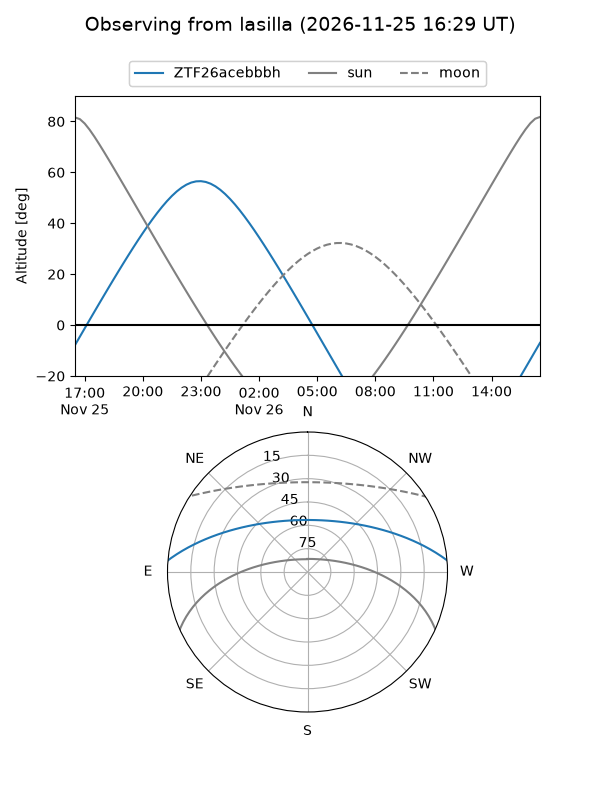 Observing from lasilla (2026-11-25 16:29 UT)
ZTF26acebbbh sun moon
Altitude [deg]
80
60
40
20
0
−20
17:00 20:00 23:00 02:00 05:00 08:00 11:00 14:00
Nov 25 Nov 26
N
NE NW
15
30
45
60
75
E W
SE SW
S